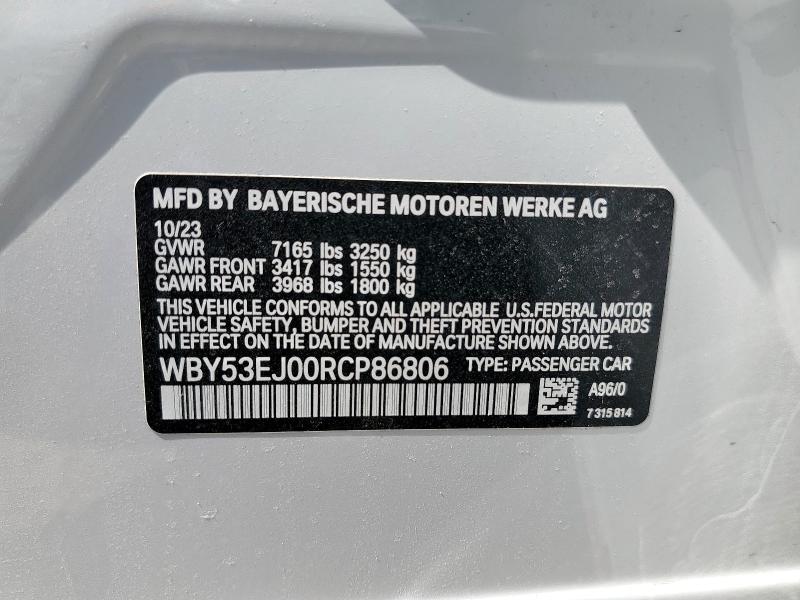 MFD BY BAYERISCHE MOTOREN WERKE AG
10/23
GVWR 7165 lbs 3250 kg
GAWR FRONT 3417 lbs 1550 kg
GAWR REAR 3968 lbs 1800 kg
THIS VEHICLE CONFORMS TO ALL APPLICABLE U.S.FEDERAL MOTOR
VEHICLE SAFETY, BUMPER AND THEFT PREVENTION STANDARDS
IN EFFECT ON THE DATE OF MANUFACTURE SHOWN ABOVE.
WBY53EJ00RCP86806 TYPE: PASSENGER CAR
A96/0
7 315 814